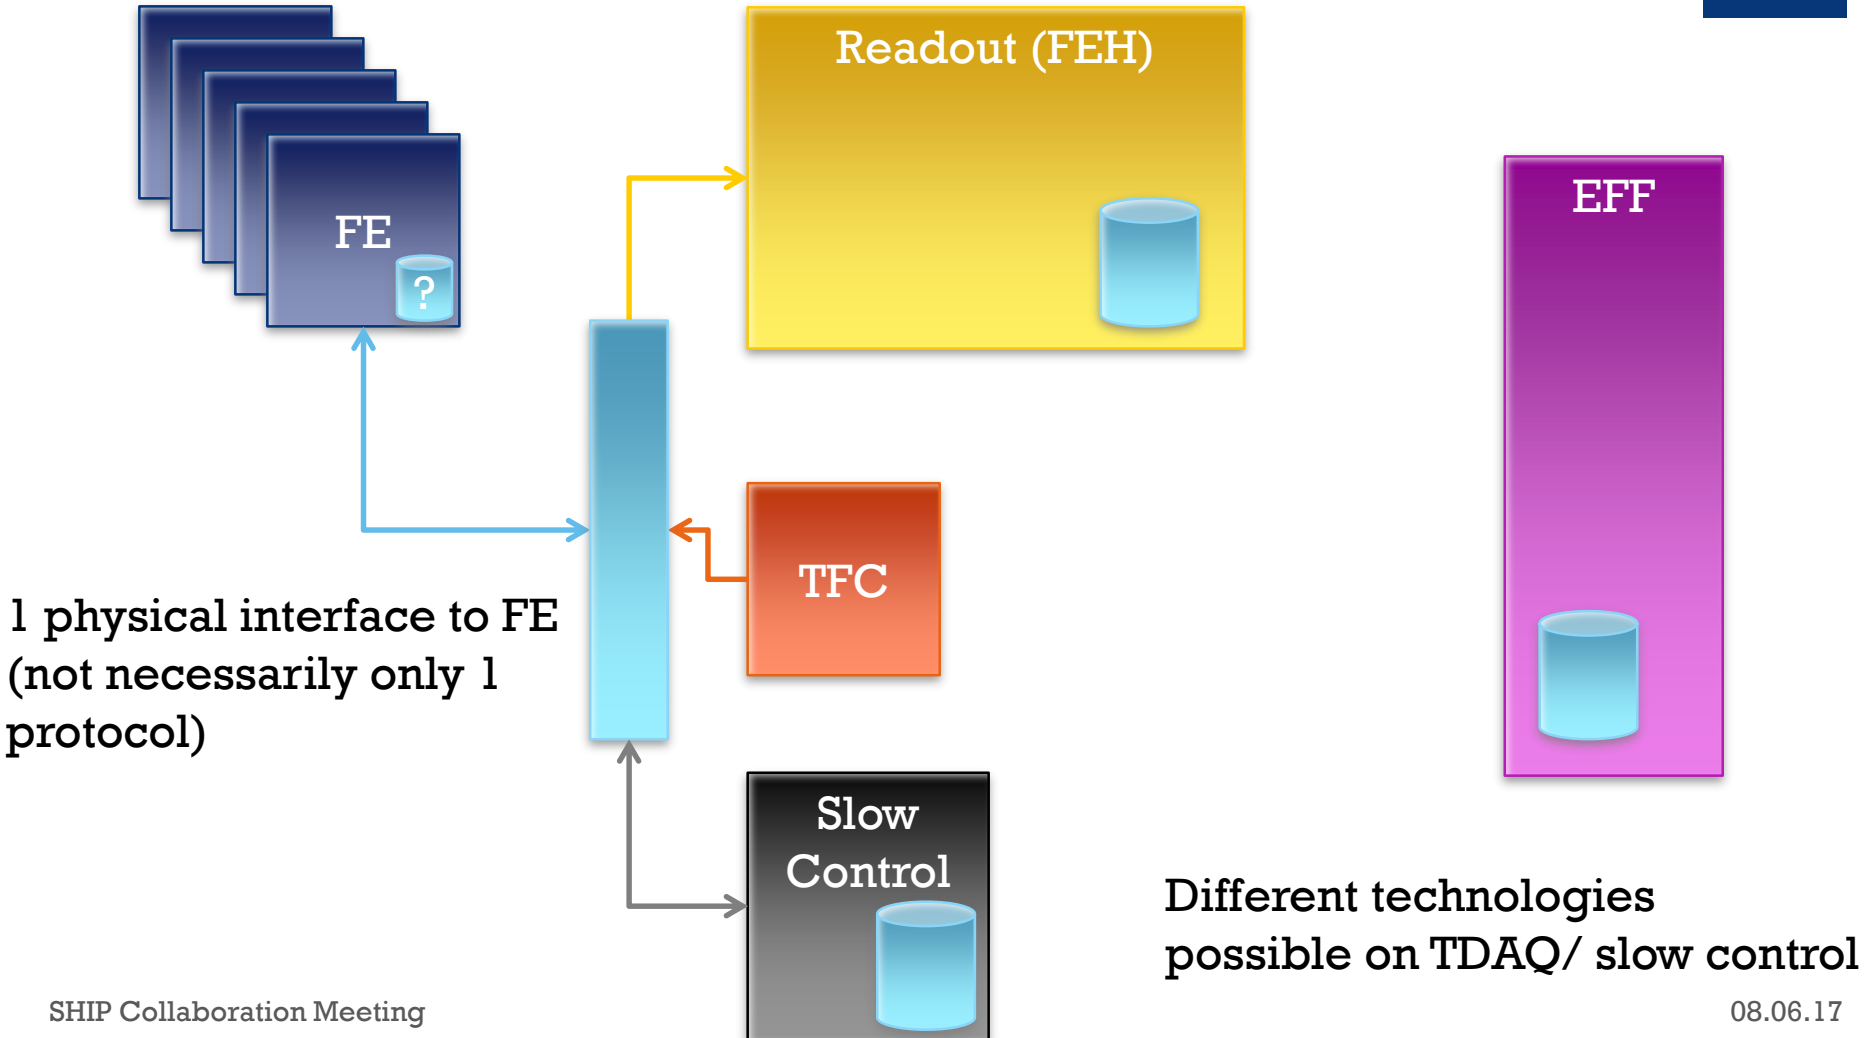 Readout (FEH)
EFF
FE
?
TFC
1 physical interface to FE
(not necessarily only 1
protocol)
Slow
Control
Different technologies
possible on TDAQ/ slow control
SHIP Collaboration Meeting
08.06.17